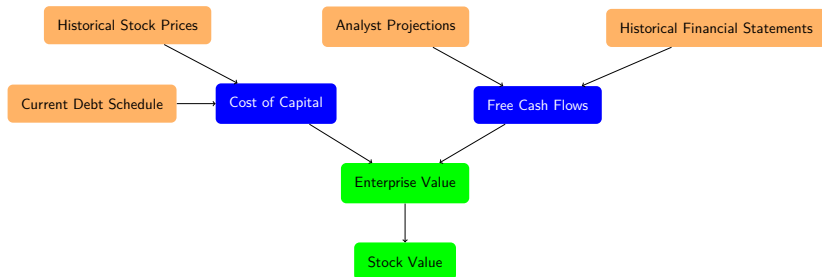 Historical Stock Prices
Analyst Projections
Historical Financial Statements
Current Debt Schedule
Cost of Capital
Free Cash Flows
Enterprise Value
Stock Value